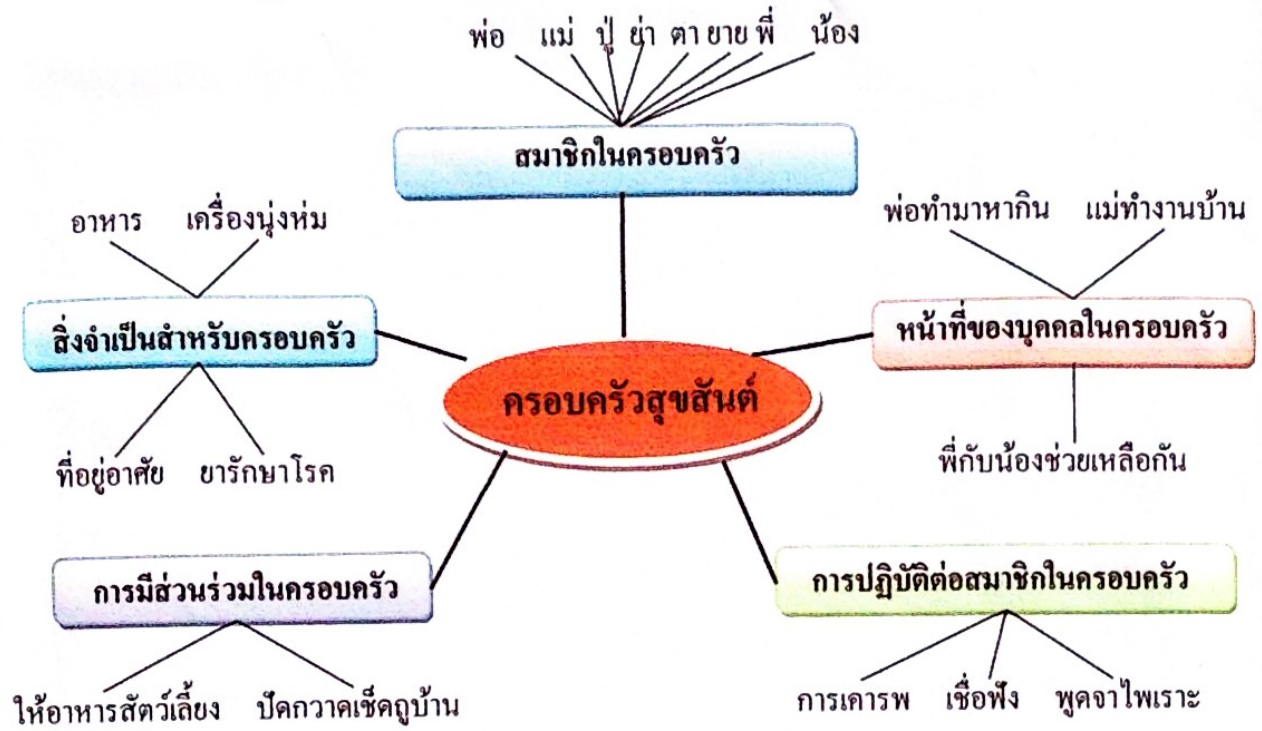 พ่อ แม่ ปู่ ย่า ตา ยาย พี่ น้อง
สมาชิกในครอบครัว
อาหาร เครื่องนุ่งห่ม
พ่อทำมาหากิน แม่ทำงานบ้าน
สิ่งจำเป็นสำหรับครอบครัว
หน้าที่ของบุคคลในครอบครัว
ครอบครัวสุขสันต์
ที่อยู่อาศัย ยารักษาโรค
พี่กับน้องช่วยเหลือกัน
การมีส่วนร่วมในครอบครัว
การปฏิบัติต่อสมาชิกในครอบครัว
ให้อาหารสัตว์เลี้ยง ปัดกวาดเช็ดถูบ้าน
การเคารพ เชื่อฟัง พูดจาไพเราะ